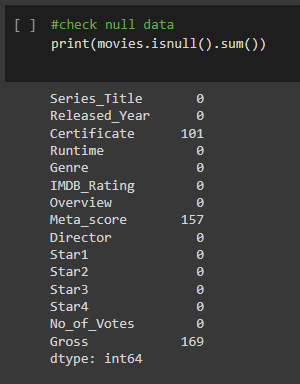 [ ] #check null data
print(movies.isnull().sum())
Series_Title 0
Released_Year 0
Certificate 101
Runtime 0
Genre 0
IMDB_Rating 0
Overview 0
Meta_score 157
Director 0
Star1 0
Star2 0
Star3 0
Star4 0
No_of_Votes 0
Gross 169
dtype: int64